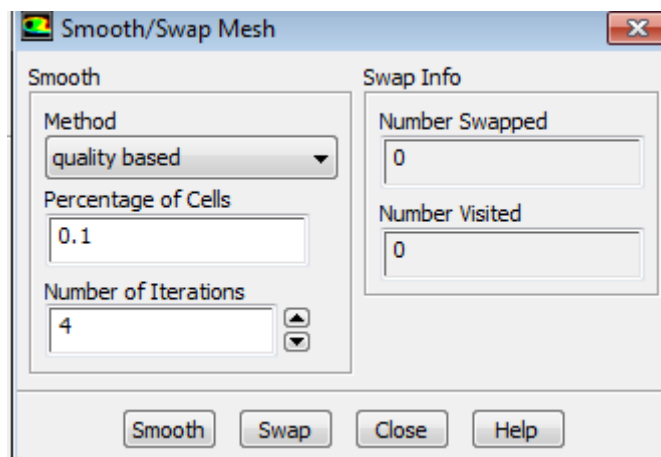 Smooth/Swap Mesh
Smooth
Method
quality based
Percentage of Cells
0.1
Number of Iterations
4
Swap Info
Number Swapped
0
Number Visited
0
Smooth Swap Close Help